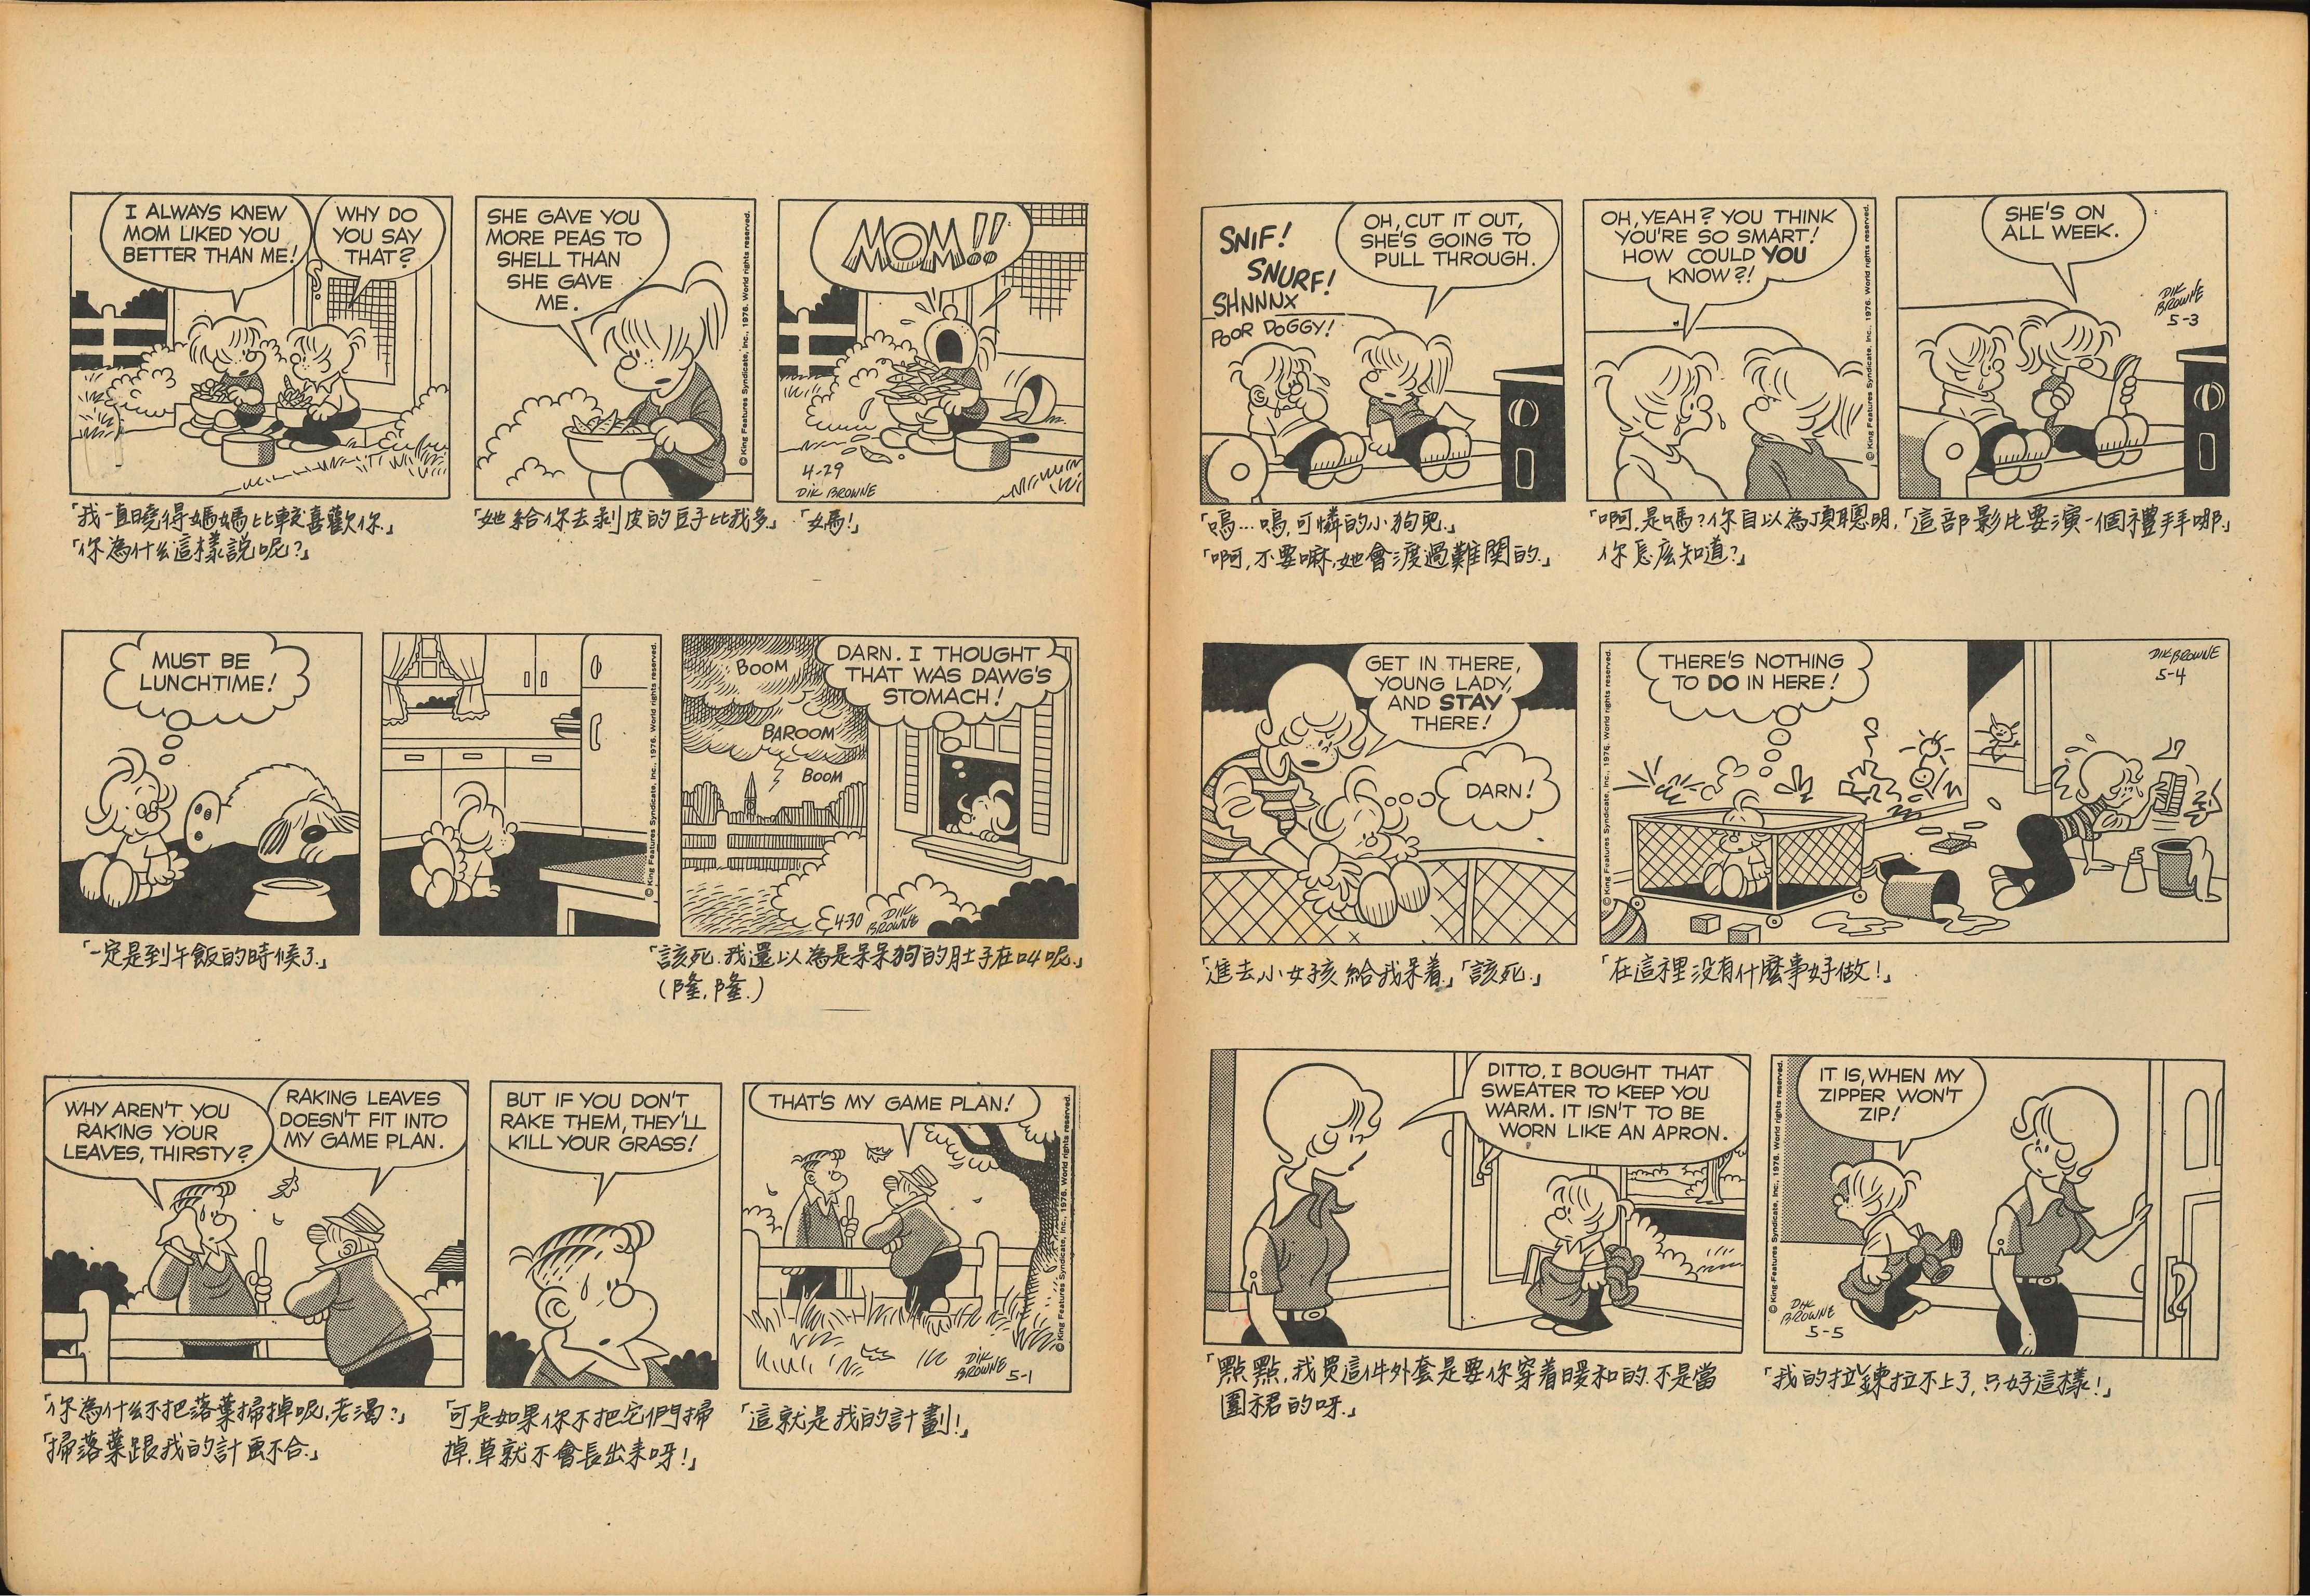 I ALWAYS KNEW
MOM LIKED YOU
BETTER THAN ME!
WHY DO
YOU SAY
THAT?
SHE GAVE YOU
MORE PEAS TO
SHELL THAN
SHE GAVE
ME.
© King Features Syndicate, Inc., 1976. World rights reserved.
MOM!!
4-29
DIK BROWNE
「我一直曉得媽媽比較喜歡你.」
「你為什么這樣説呢?」
「她給你去剥皮的豆子比我多.」
「媽!」
MUST BE
LUNCHTIME!
© King Features Syndicate, Inc., 1976. World rights reserved.
BOOM
BAROOM
BOOM
DARN. I THOUGHT
THAT WAS DAWG'S
STOMACH!
4-30
DIK
BROWNE
「一定是到午飯的時候了.」
「該死.我還以為是呆呆狗的肚子在叫呢.」
(隆,隆.)
WHY AREN'T YOU
RAKING YOUR
LEAVES, THIRSTY?
RAKING LEAVES
DOESN'T FIT INTO
MY GAME PLAN.
BUT IF YOU DON'T
RAKE THEM, THEY'LL
KILL YOUR GRASS!
THAT'S MY GAME PLAN!
© King Features Syndicate, Inc., 1976. World rights reserved.
DIK
BROWNE
5-1
「你為什么不把落葉掃掉呢,老渴?」
「掃落葉跟我的計画不合.」
「可是如果你不把它們掃
掉,草就不會長出来呀!」
「這就是我的計劃!」
SNIF!
SNURF!
SHNNNX
POOR DOGGY!
OH, CUT IT OUT,
SHE'S GOING TO
PULL THROUGH.
OH, YEAH? YOU THINK
YOU'RE SO SMART!
HOW COULD YOU
KNOW?!
© King Features Syndicate, Inc., 1976. World rights reserved.
SHE'S ON
ALL WEEK.
DIK
BROWNE
5-3
「嗚...嗚,可憐的小狗兒.」
「啊,不要嘛,她會渡過難関的.」
「啊,是嗎?你自以為頂聰明,
你怎庅知道?」
「這部影片要演一個禮拜哪.」
GET IN THERE,
YOUNG LADY,
AND STAY
THERE!
DARN!
© King Features Syndicate, Inc., 1976. World rights reserved.
THERE'S NOTHING
TO DO IN HERE!
DIK BROWNE
5-4
「進去小女孩給我呆着.」「該死.」
「在這裡没有什麼事好做!」
DITTO, I BOUGHT THAT
SWEATER TO KEEP YOU
WARM. IT ISN'T TO BE
WORN LIKE AN APRON.
© King Features Syndicate, Inc., 1976. World rights reserved.
IT IS, WHEN MY
ZIPPER WON'T
ZIP!
DIK
BROWNE
5-5
「點點,我買這件外套是要你穿着暖和的.不是當
圍裙的呀.」
「我的拉鍊拉不上了,只好這樣!」